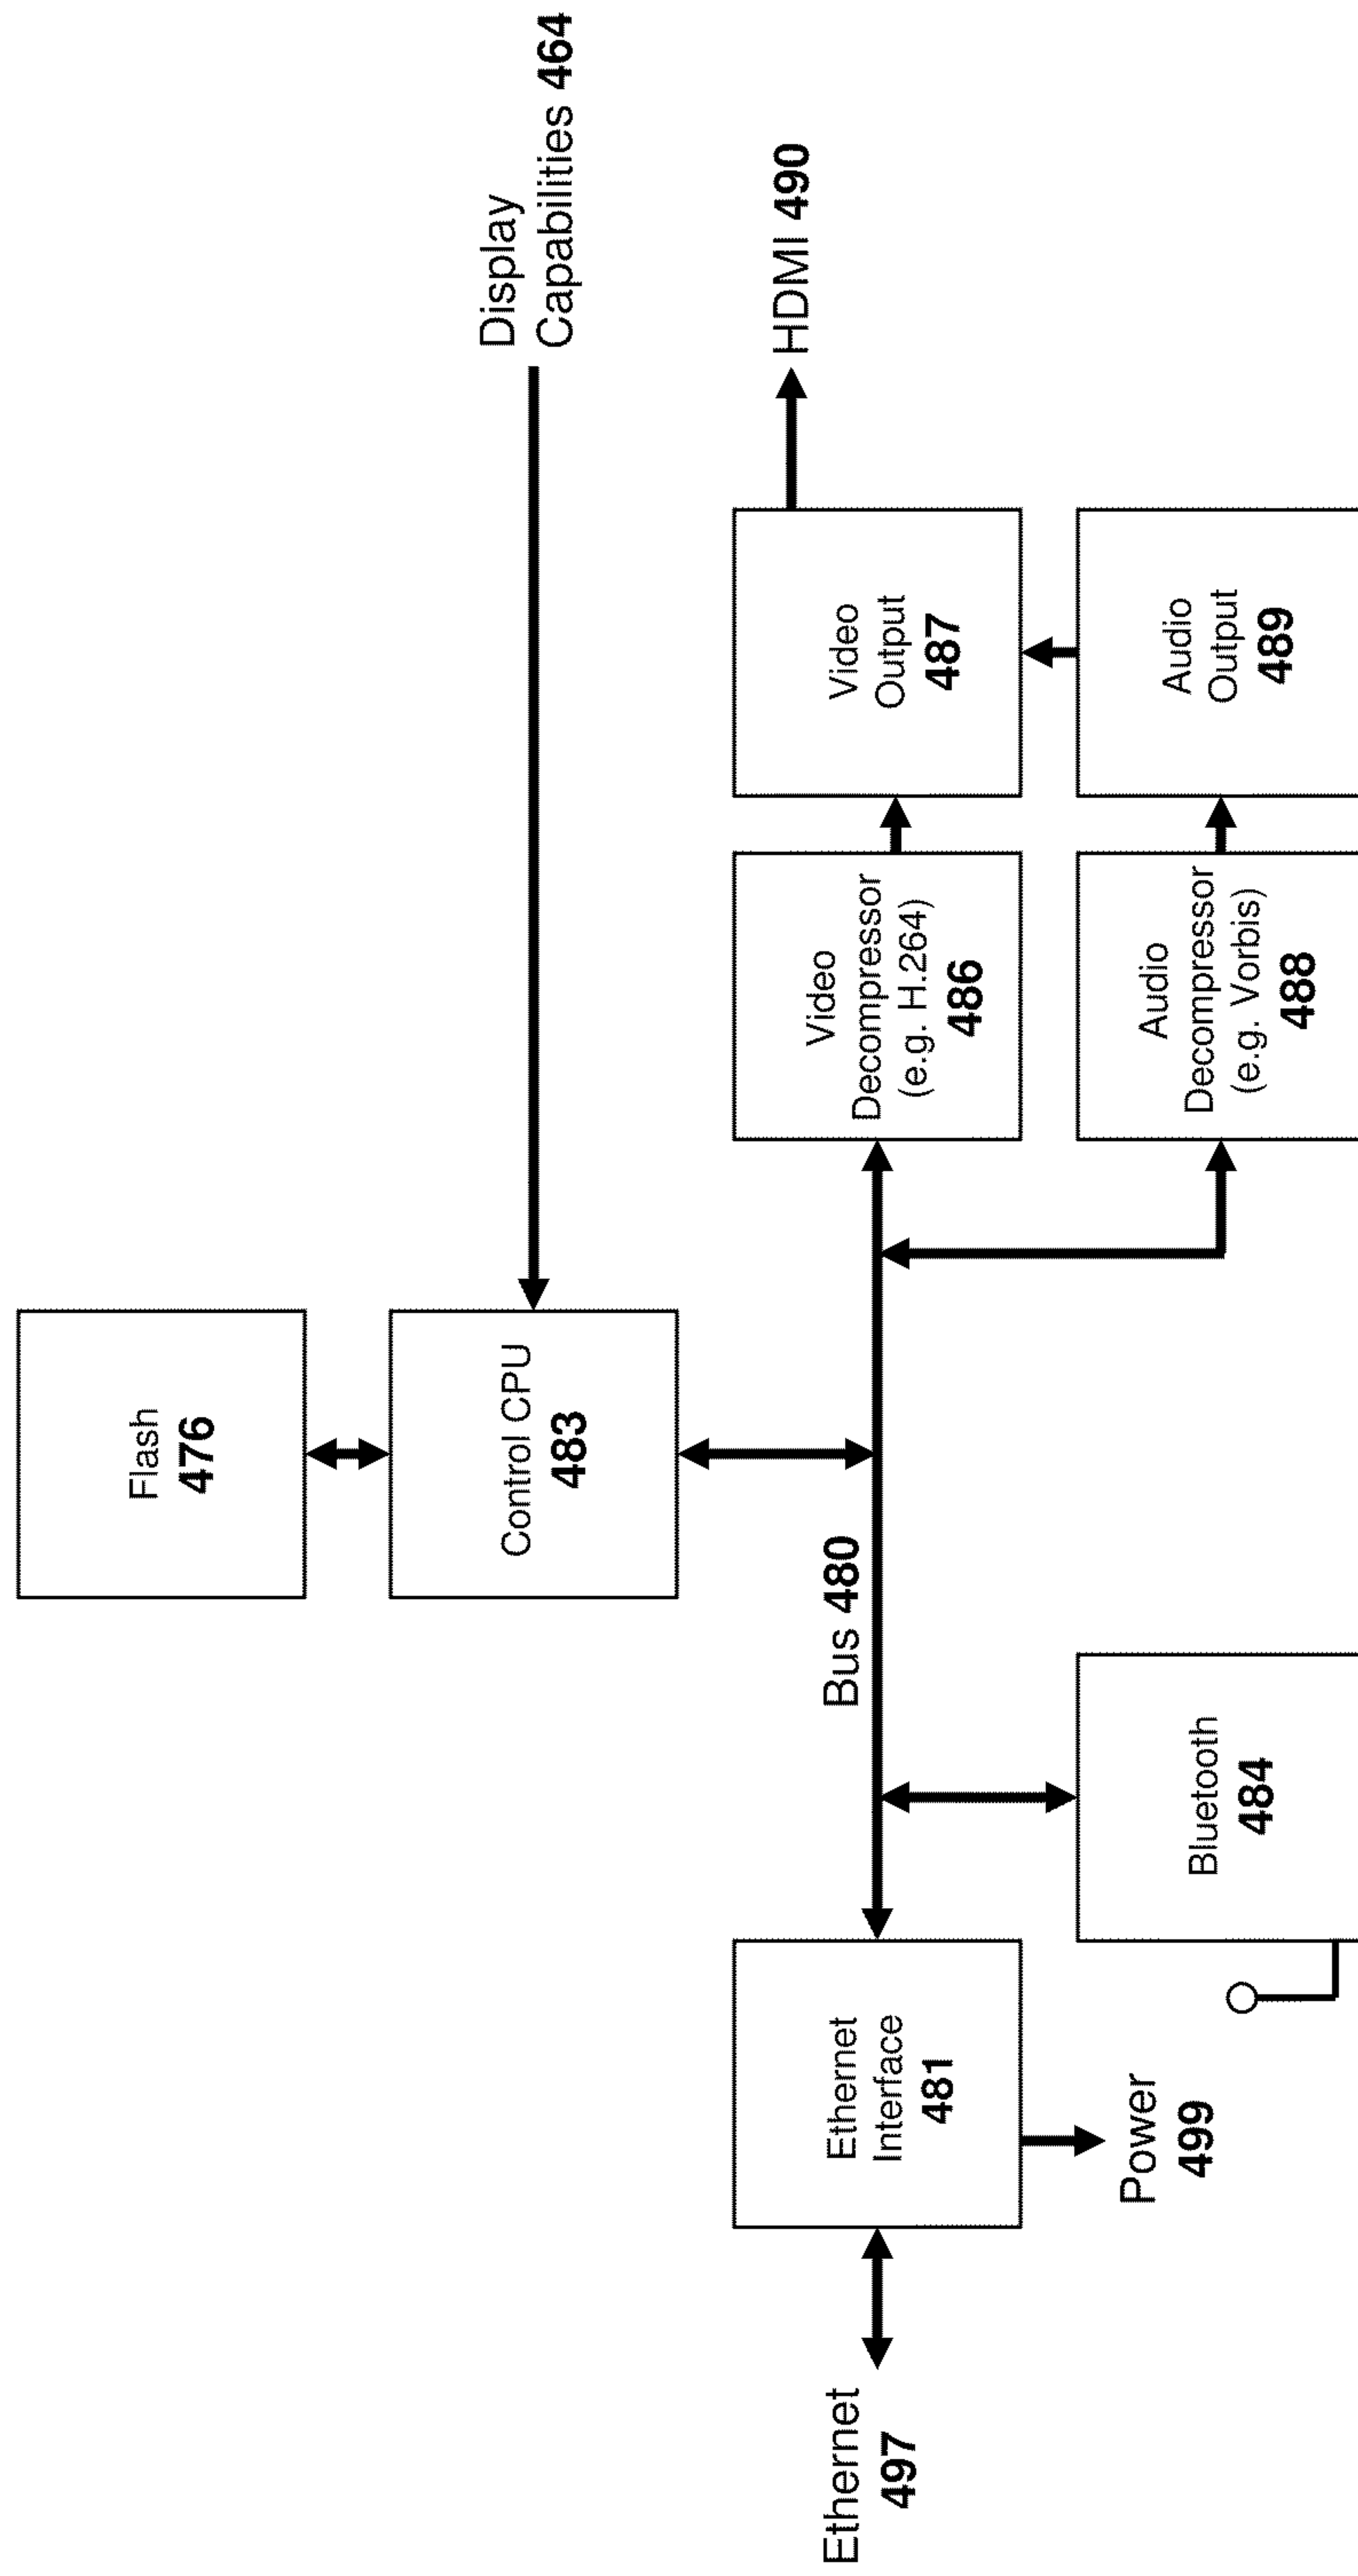 Flash
476
Display
Capabilities 464
Control CPU
483
HDMI 490
Bus 480
Ethernet
497
Ethernet
Interface
481
Video
Decompressor
(e.g. H.264)
486
Video
Output
487
Power
499
Bluetooth
484
Audio
Decompressor
(e.g. Vorbis)
488
Audio
Output
489